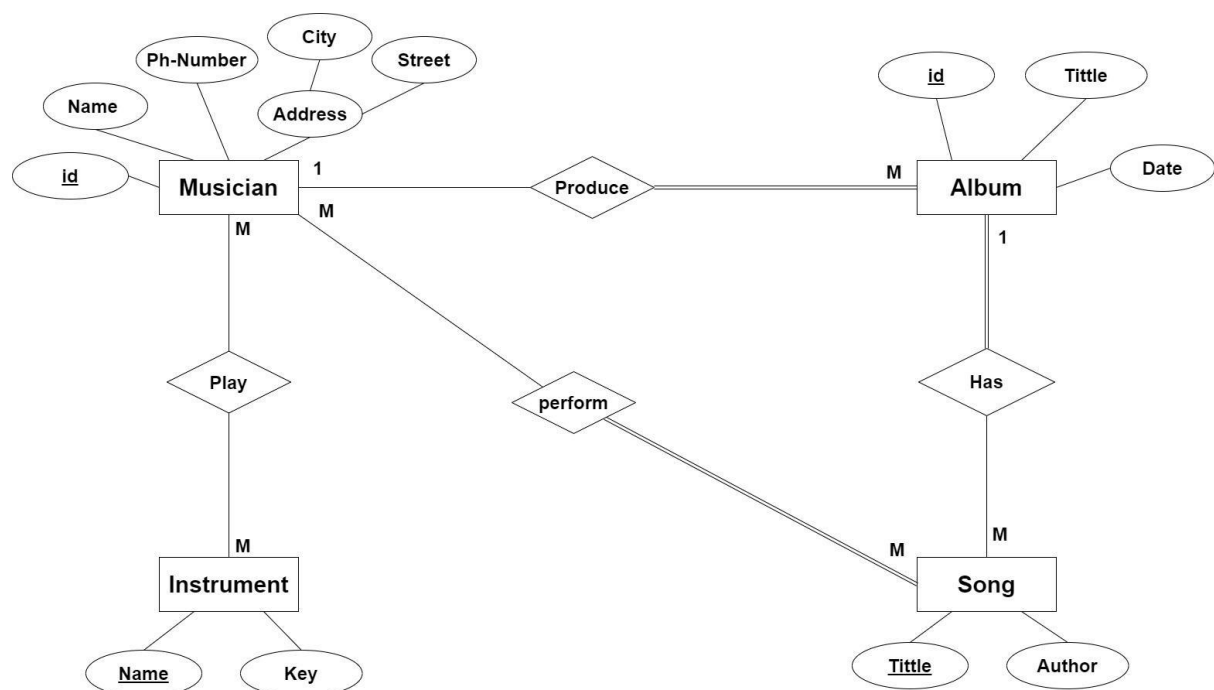 City
Ph-Number
Street
id
Tittle
Name
Address
Date
id
Musician
1
Produce
M
Album
M
M
1
Play
perform
Has
M
M
M
Instrument
Song
Name
Key
Tittle
Author